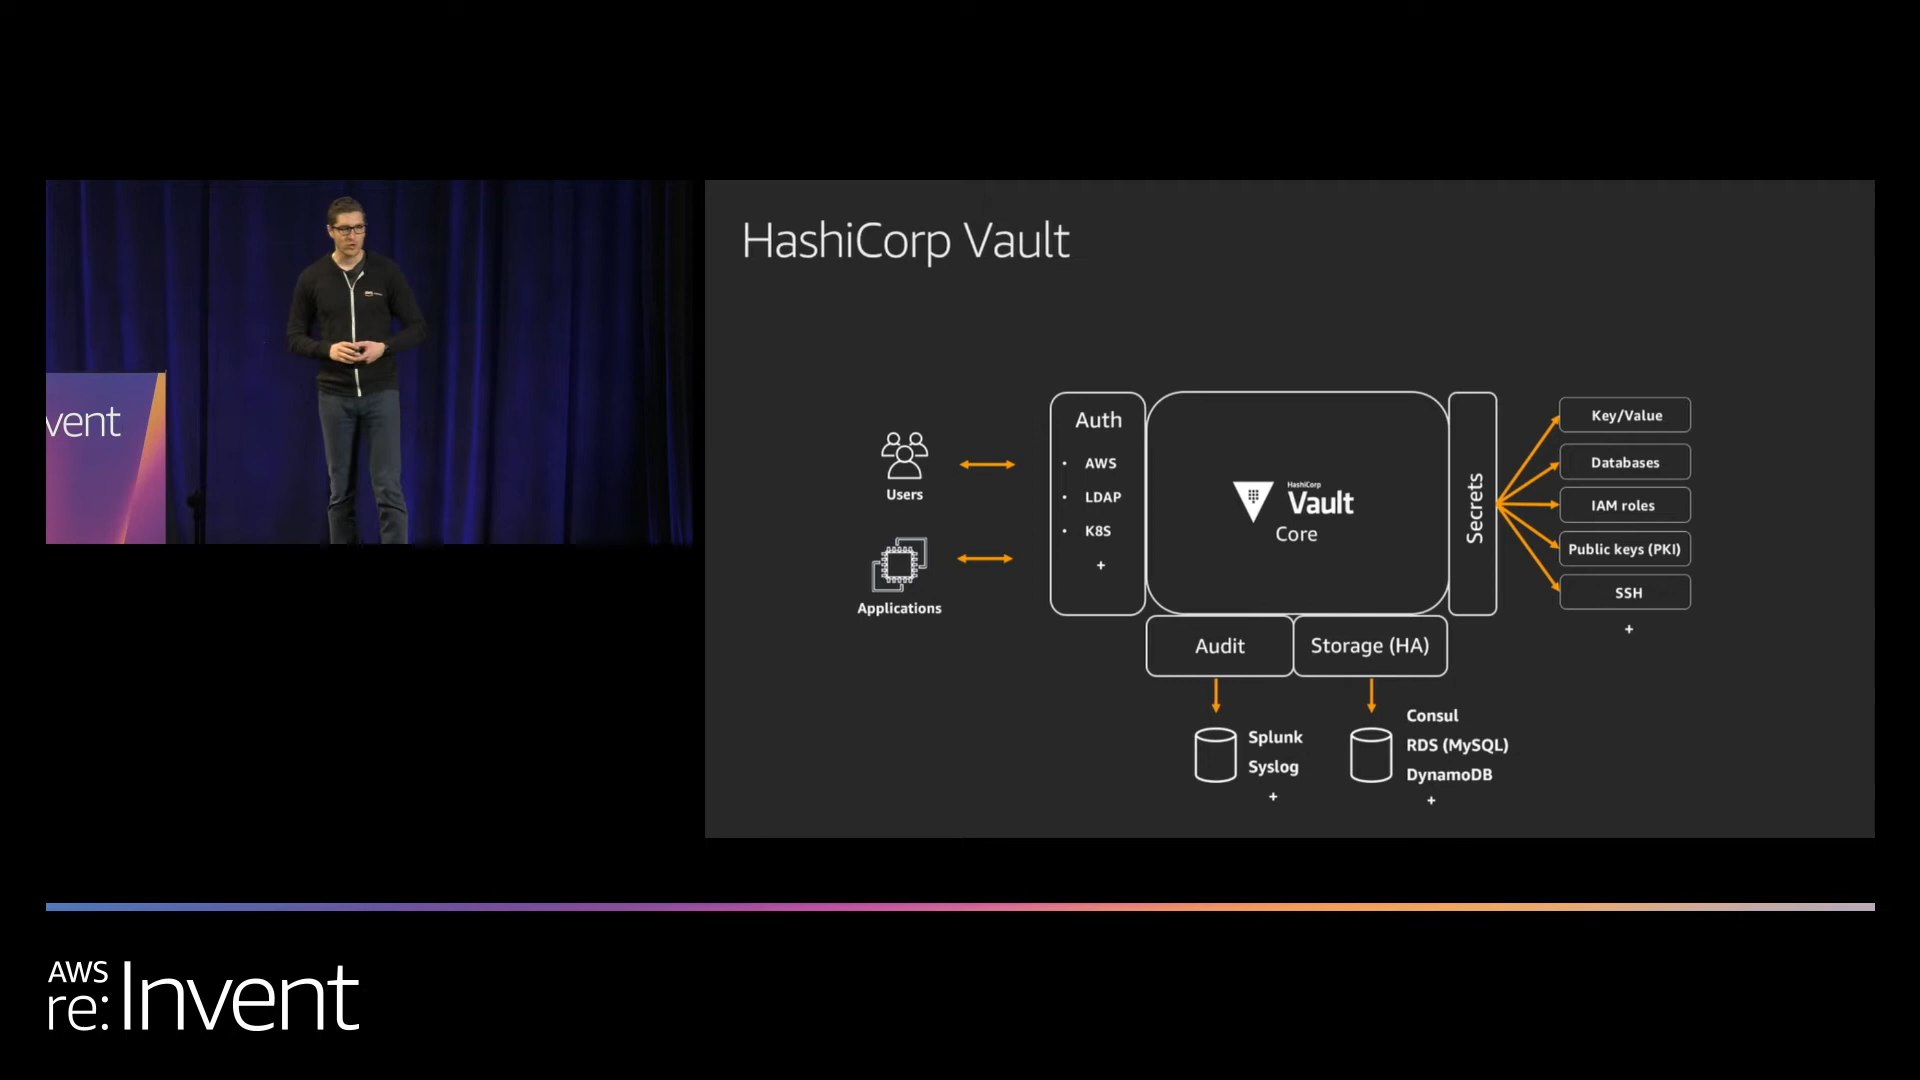 vent
HashiCorp Vault
Users
Applications
Auth
• AWS
• LDAP
• K8S
+
HashiCorp
Vault
Core
Secrets
Key/Value
Databases
IAM roles
Public keys (PKI)
SSH
+
Audit
Storage (HA)
Splunk
Syslog
+
Consul
RDS (MySQL)
DynamoDB
+
AWS
re:Invent